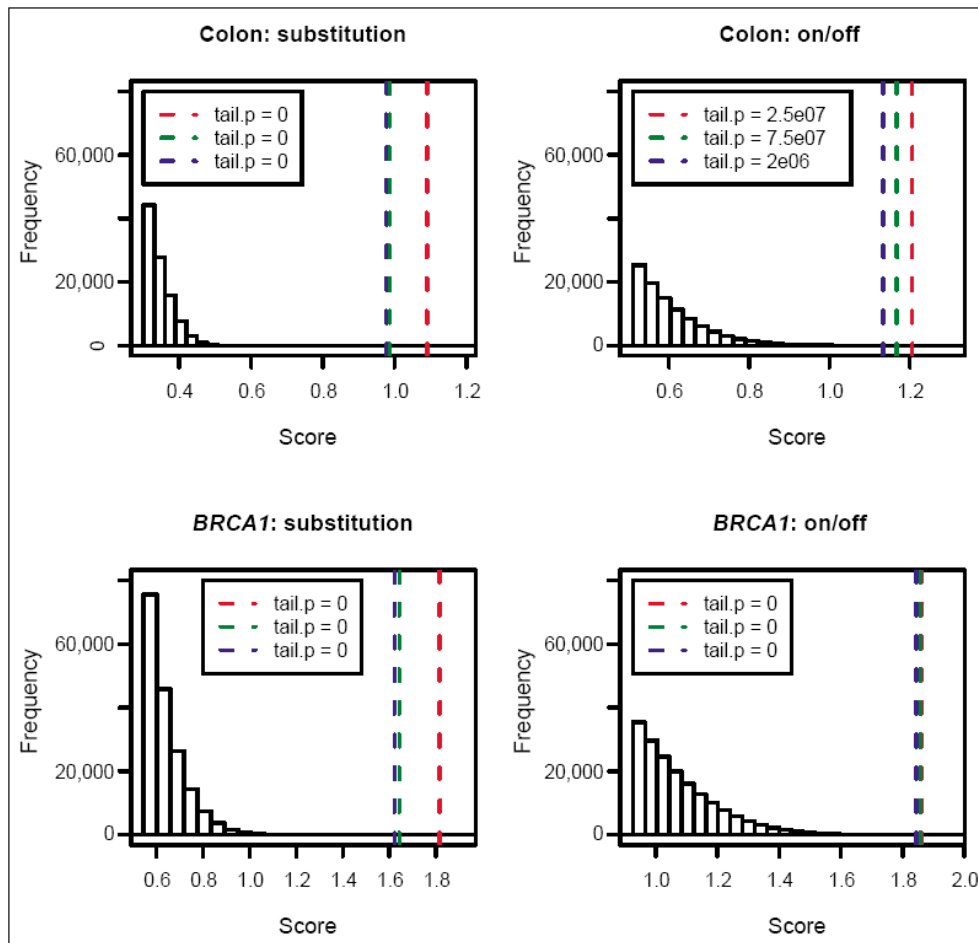 Colon: substitution
tail.p = 0
tail.p = 0
tail.p = 0
Frequency
60,000
20,000
0
0.4 0.6 0.8 1.0 1.2
Score
Colon: on/off
tail.p = 2.5e07
tail.p = 7.5e07
tail.p = 2e06
Frequency
60,000
20,000
0
0.6 0.8 1.0 1.2
Score
BRCA1: substitution
tail.p = 0
tail.p = 0
tail.p = 0
Frequency
60,000
20,000
0
0.6 0.8 1.0 1.2 1.4 1.6 1.8
Score
BRCA1: on/off
tail.p = 0
tail.p = 0
tail.p = 0
Frequency
60,000
20,000
0
1.0 1.2 1.4 1.6 1.8 2.0
Score